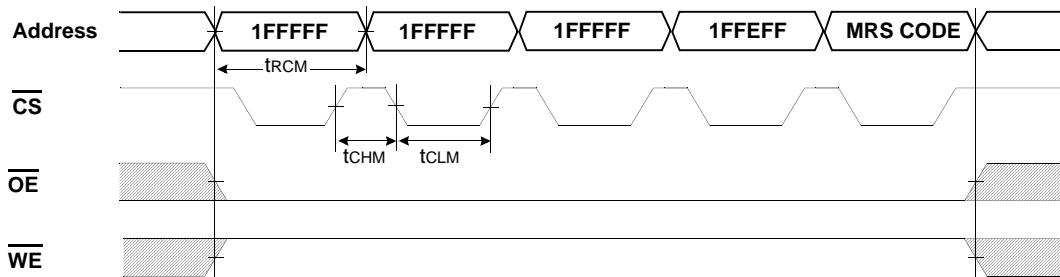 Address 1FFFFF 1FFFFF 1FFFFF 1FFEFF MRS CODE
tRCM
CS
tCHM tCLM
OE
WE